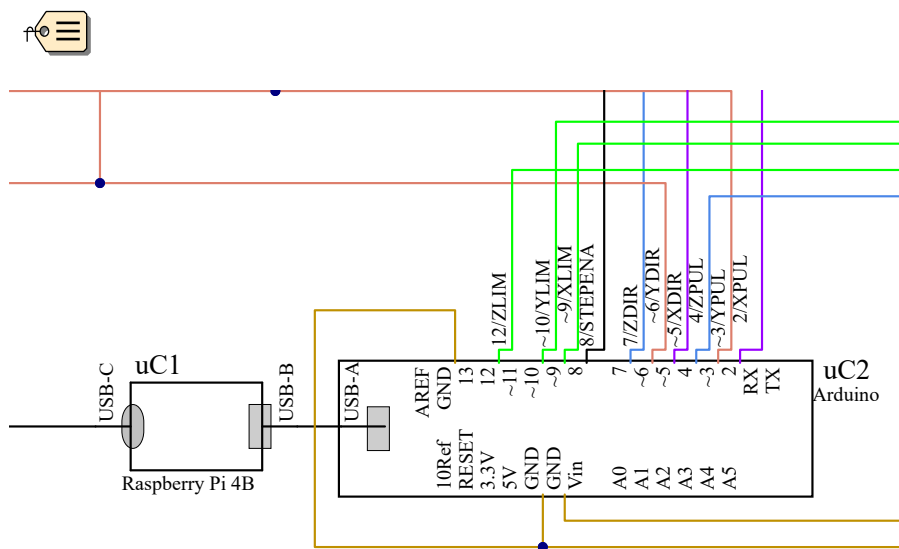 12/ZLIM
~10/YLIM
~9/XLIM
8/STEPENA
7/ZDIR
~6/YDIR
~5/XDIR
4/ZPUL
~3/YPUL
2/XPUL
uC1
USB-C
USB-B
USB-A
Raspberry Pi 4B
uC2
Arduino
AREF
GND
13
12
~11
~10
~9
8
7
~6
~5
4
~3
2
RX
TX
10Ref
RESET
3.3V
5V
GND
GND
Vin
A0
A1
A2
A3
A4
A5